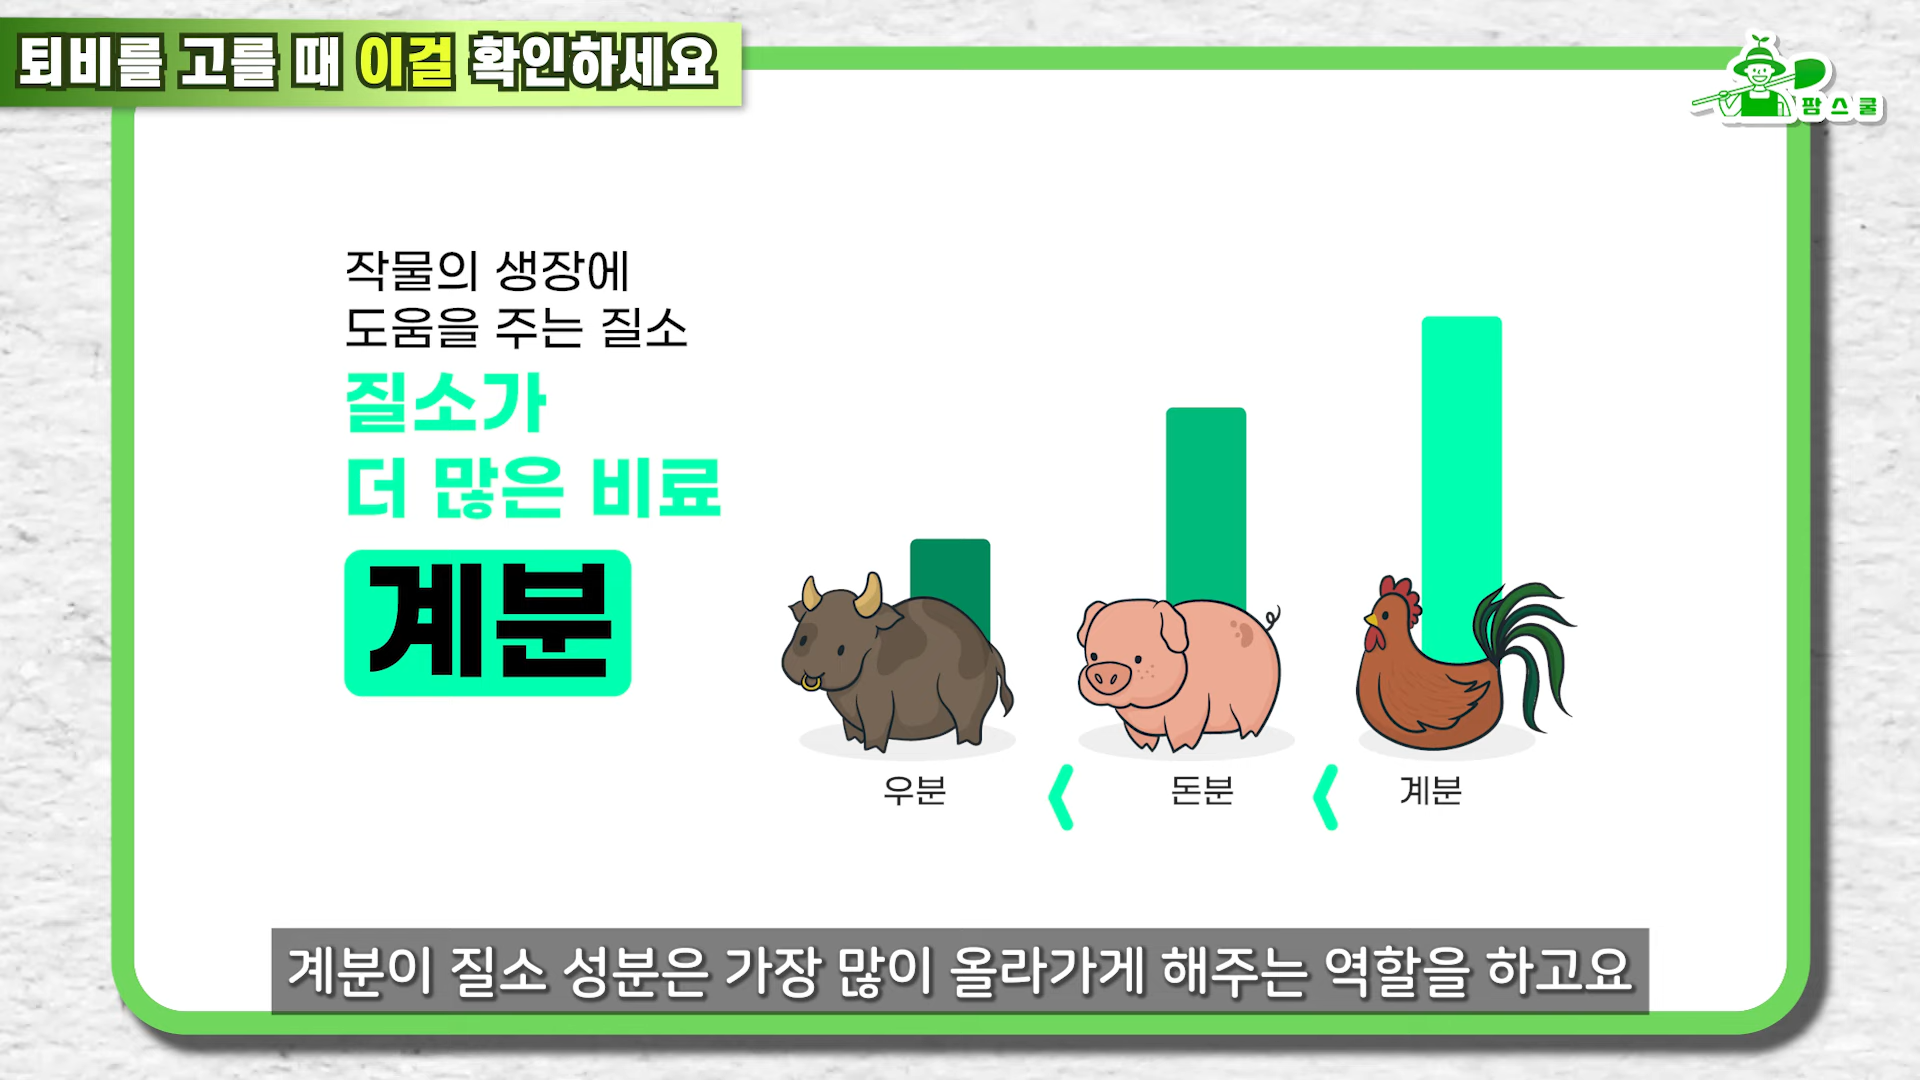 퇴비를 고를 때 이걸 확인하세요
팜스쿨
작물의 생장에
도움을 주는 질소
질소가
더 많은 비료
계분
우분
돈분
계분
계분이 질소 성분은 가장 많이 올라가게 해주는 역할을 하고요